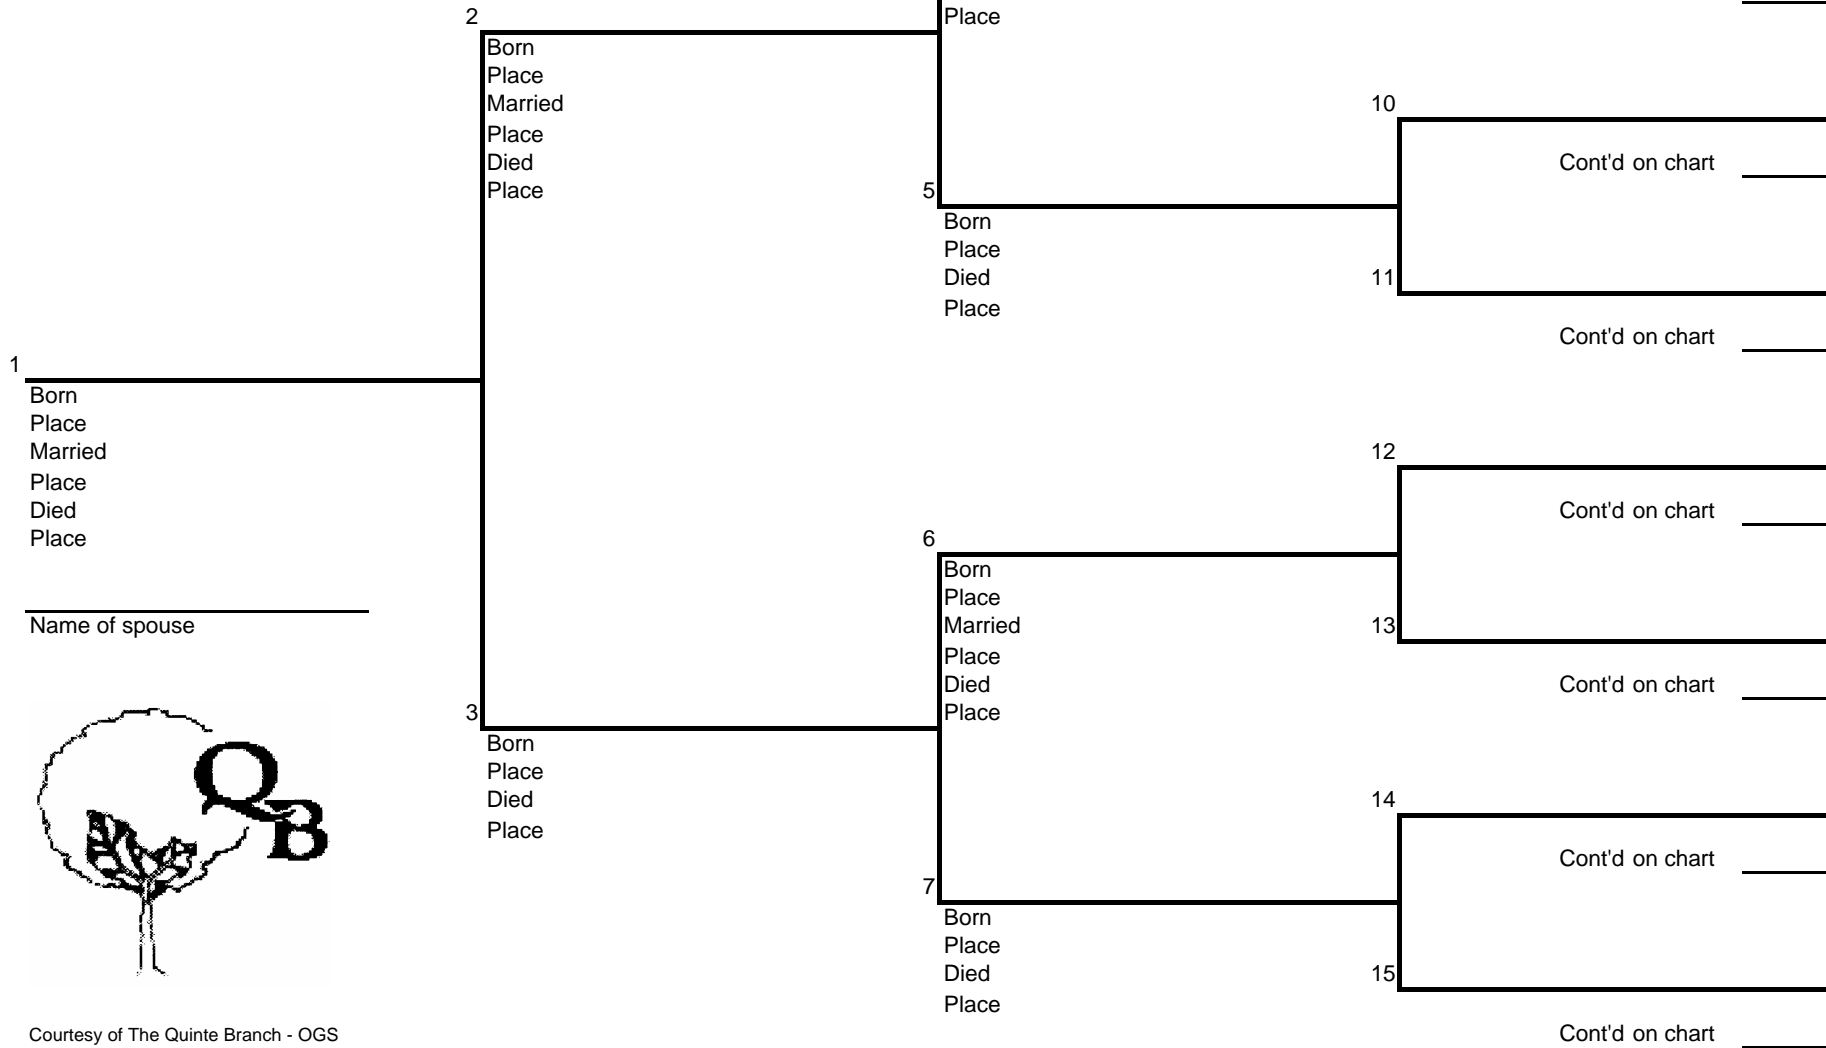 2
Place
Born
Place
Married
10
Place
Died
Cont'd on chart
Place
5
Born
Place
Died
11
Place
Cont'd on chart
1
Born
Place
Married
12
Place
Died
Cont'd on chart
Place
6
Born
Place
Name of spouse
Married
13
Place
Died
Cont'd on chart
Place
3
Born
Place
Died
14
Place
QB
Cont'd on chart
7
Born
Place
Died
15
Place
Courtesy of The Quinte Branch - OGS
Cont'd on chart